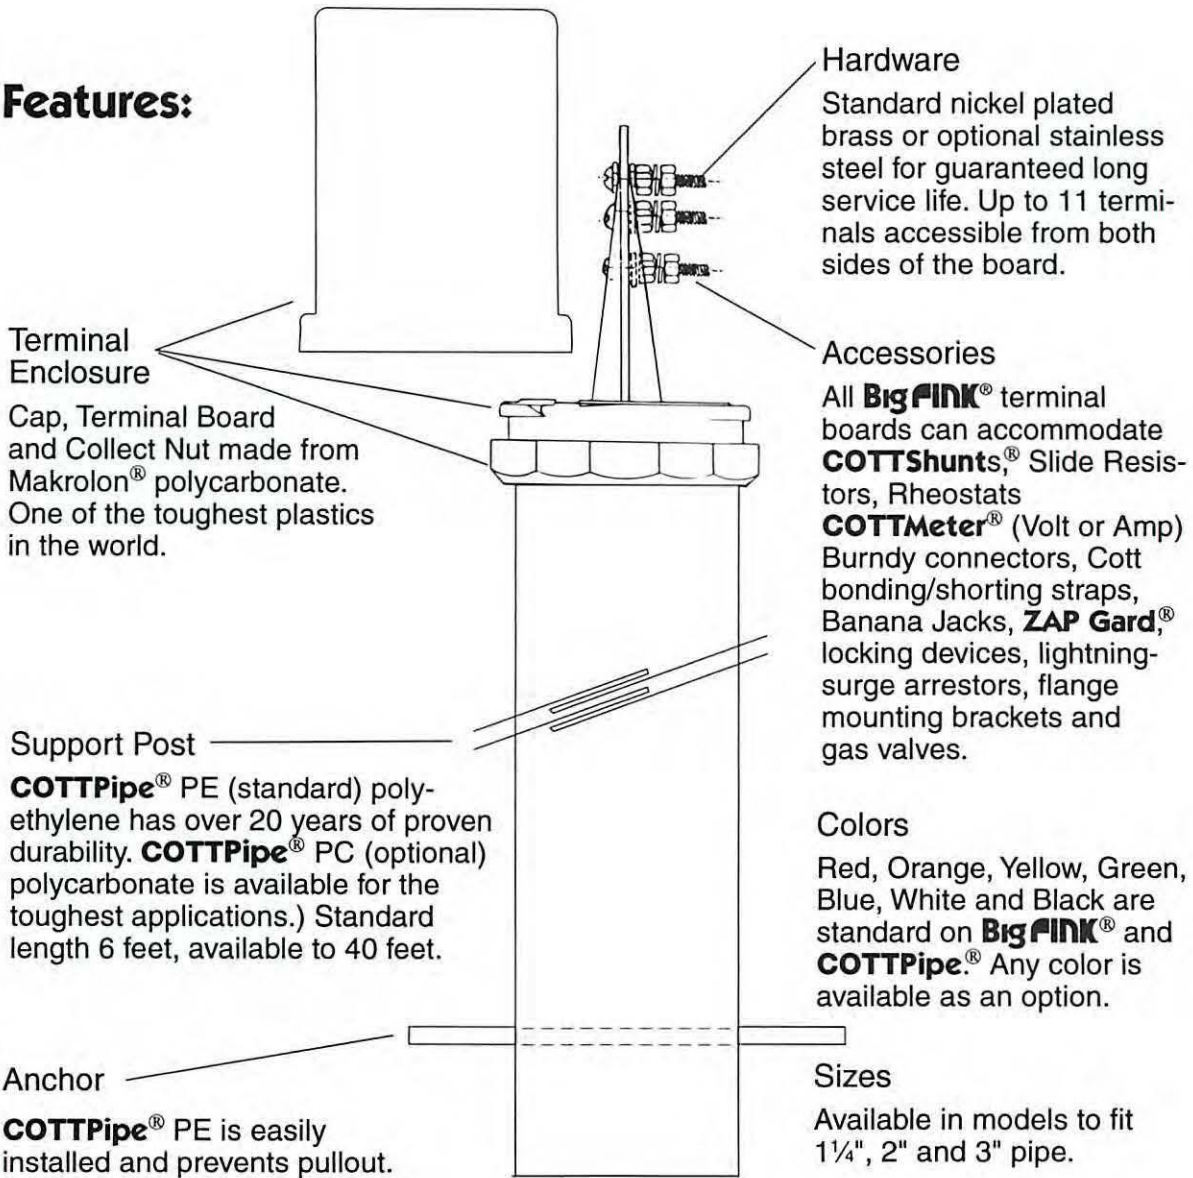 Features:
Terminal
Enclosure
Cap, Terminal Board
and Collect Nut made from
Makrolon® polycarbonate.
One of the toughest plastics
in the world.
Support Post
COTTPipe® PE (standard) poly-
ethylene has over 20 years of proven
durability. COTTPipe® PC (optional)
polycarbonate is available for the
toughest applications.) Standard
length 6 feet, available to 40 feet.
Anchor
COTTPipe® PE is easily
installed and prevents pullout.
Hardware
Standard nickel plated
brass or optional stainless
steel for guaranteed long
service life. Up to 11 termi-
nals accessible from both
sides of the board.
Accessories
All Big FINK® terminal
boards can accommodate
COTTShunts,® Slide Resis-
tors, Rheostats
COTTMeter® (Volt or Amp)
Burndy connectors, Cott
bonding/shorting straps,
Banana Jacks, ZAP Gard,®
locking devices, lightning-
surge arrestors, flange
mounting brackets and
gas valves.
Colors
Red, Orange, Yellow, Green,
Blue, White and Black are
standard on Big FINK® and
COTTPipe.® Any color is
available as an option.
Sizes
Available in models to fit
1¼", 2" and 3" pipe.